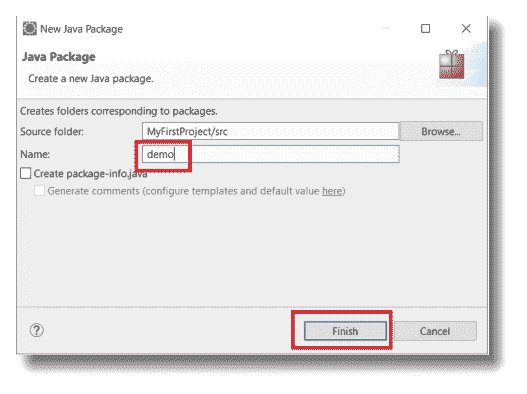 New Java Package
Java Package
Create a new Java package.
Creates folders corresponding to packages.
Source folder: MyFirstProject/src Browse...
Name: demo
Create package-info.java
Generate comments (configure templates and default value here)
? Finish Cancel